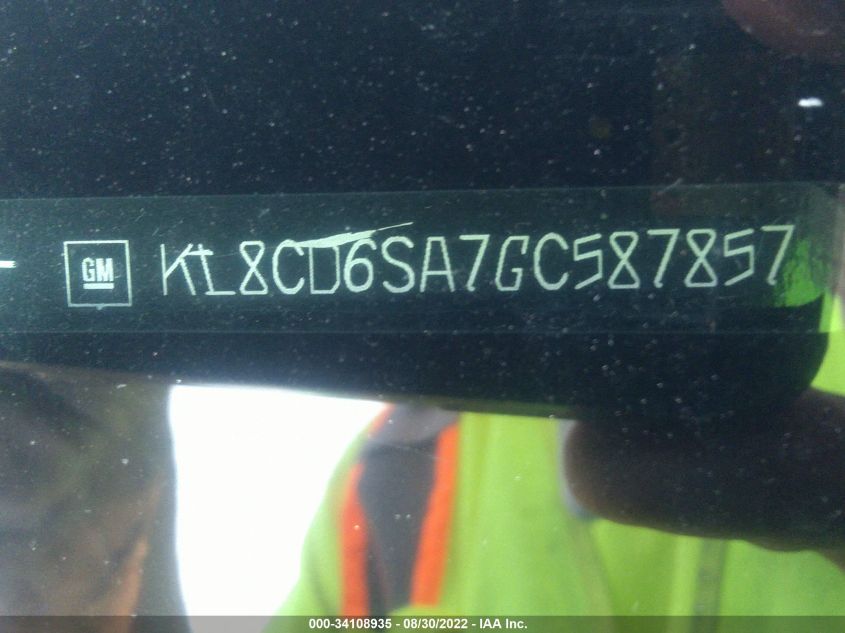 GM KL8CD6SA7GC587857
000-34108935 - 08/30/2022 - IAA Inc.